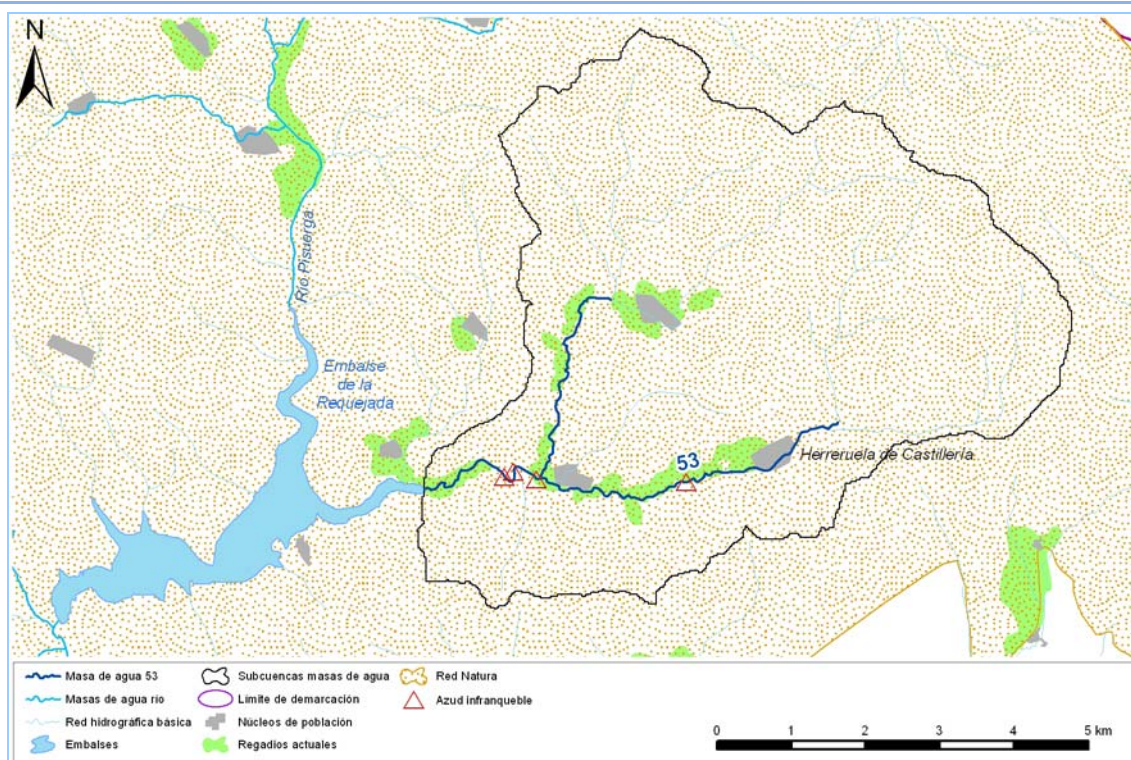 N
Río Pisuerga
Embalse
de la
Requejada
53
Herreruela de Castillería
Masa de agua 53
Masas de agua río
Red hidrográfica básica
Embalses
Subcuencas masas de agua
Límite de demarcación
Núcleos de población
Regadíos actuales
Red Natura
Azud infranqueble
0 1 2 3 4 5 km